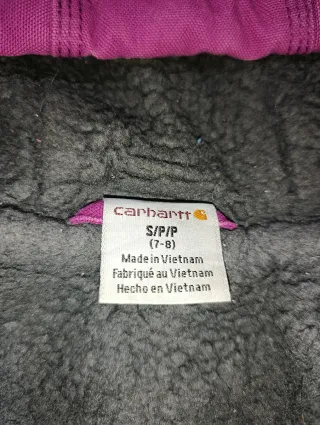 carhartt
S/P/P
(7-8)
Made in Vietnam
Fabriqué au Vietnam
Hecho en Vietnam